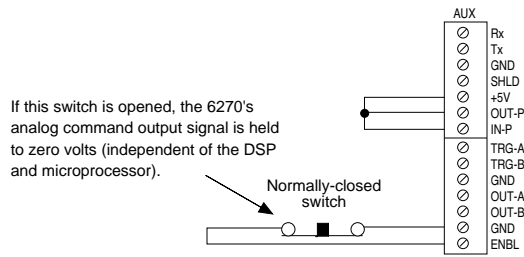 AUX
Rx
Tx
GND
SHLD
+5V
OUT-P
IN-P
TRG-A
TRG-B
GND
OUT-A
OUT-B
GND
ENBL
If this switch is opened, the 6270's
analog command output signal is held
to zero volts (independent of the DSP
and microprocessor).
Normally-closed
switch